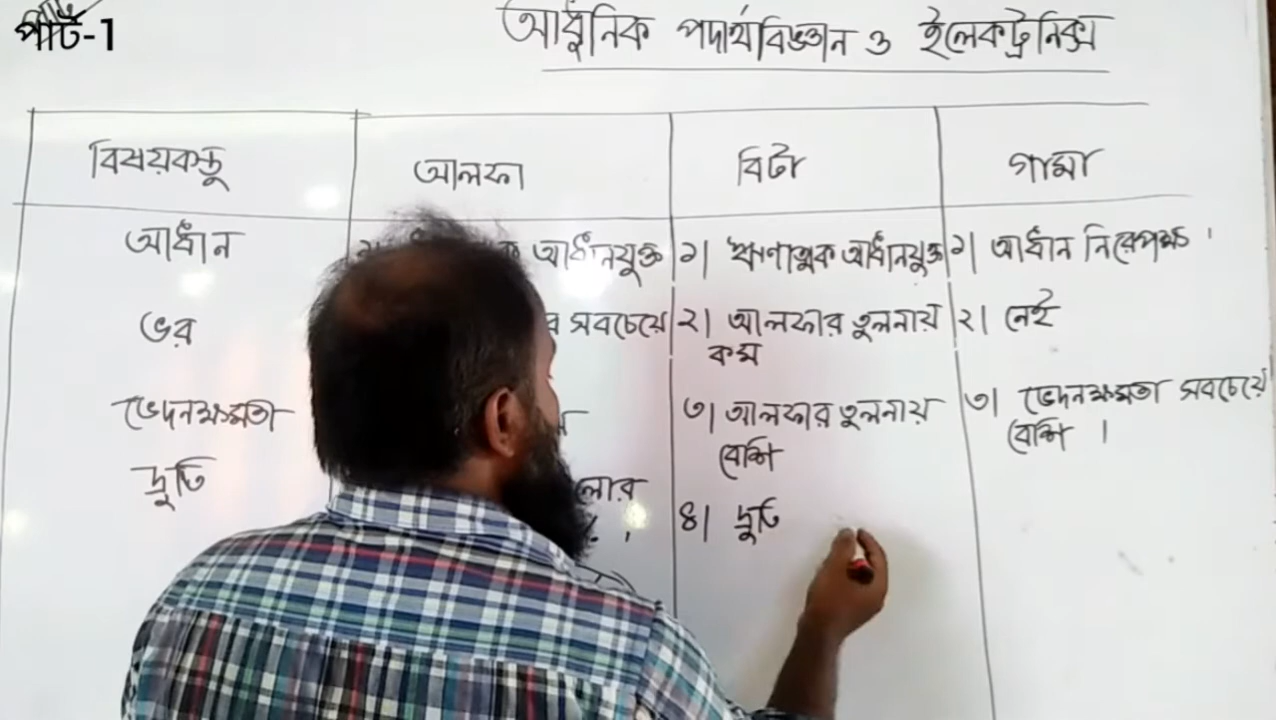 পার্ট-1
আধুনিক পদার্থবিজ্ঞান ও ইলেকট্রনিক্স
বিষয়বস্তু আলফা বিটা গামা
আধান আধানযুক্ত ১। ঋণাত্মক আধানযুক্ত ১। আধান নিরেপক্ষ ।
ভর সবচেয়ে ২। আলফার তুলনায় ২। নেই
কম
ভেদনক্ষমতা ৩। আলফার তুলনায় ৩। ভেদনক্ষমতা সবচেয়ে
বেশি বেশি ।
দ্রুতি
৪। দ্রুতি